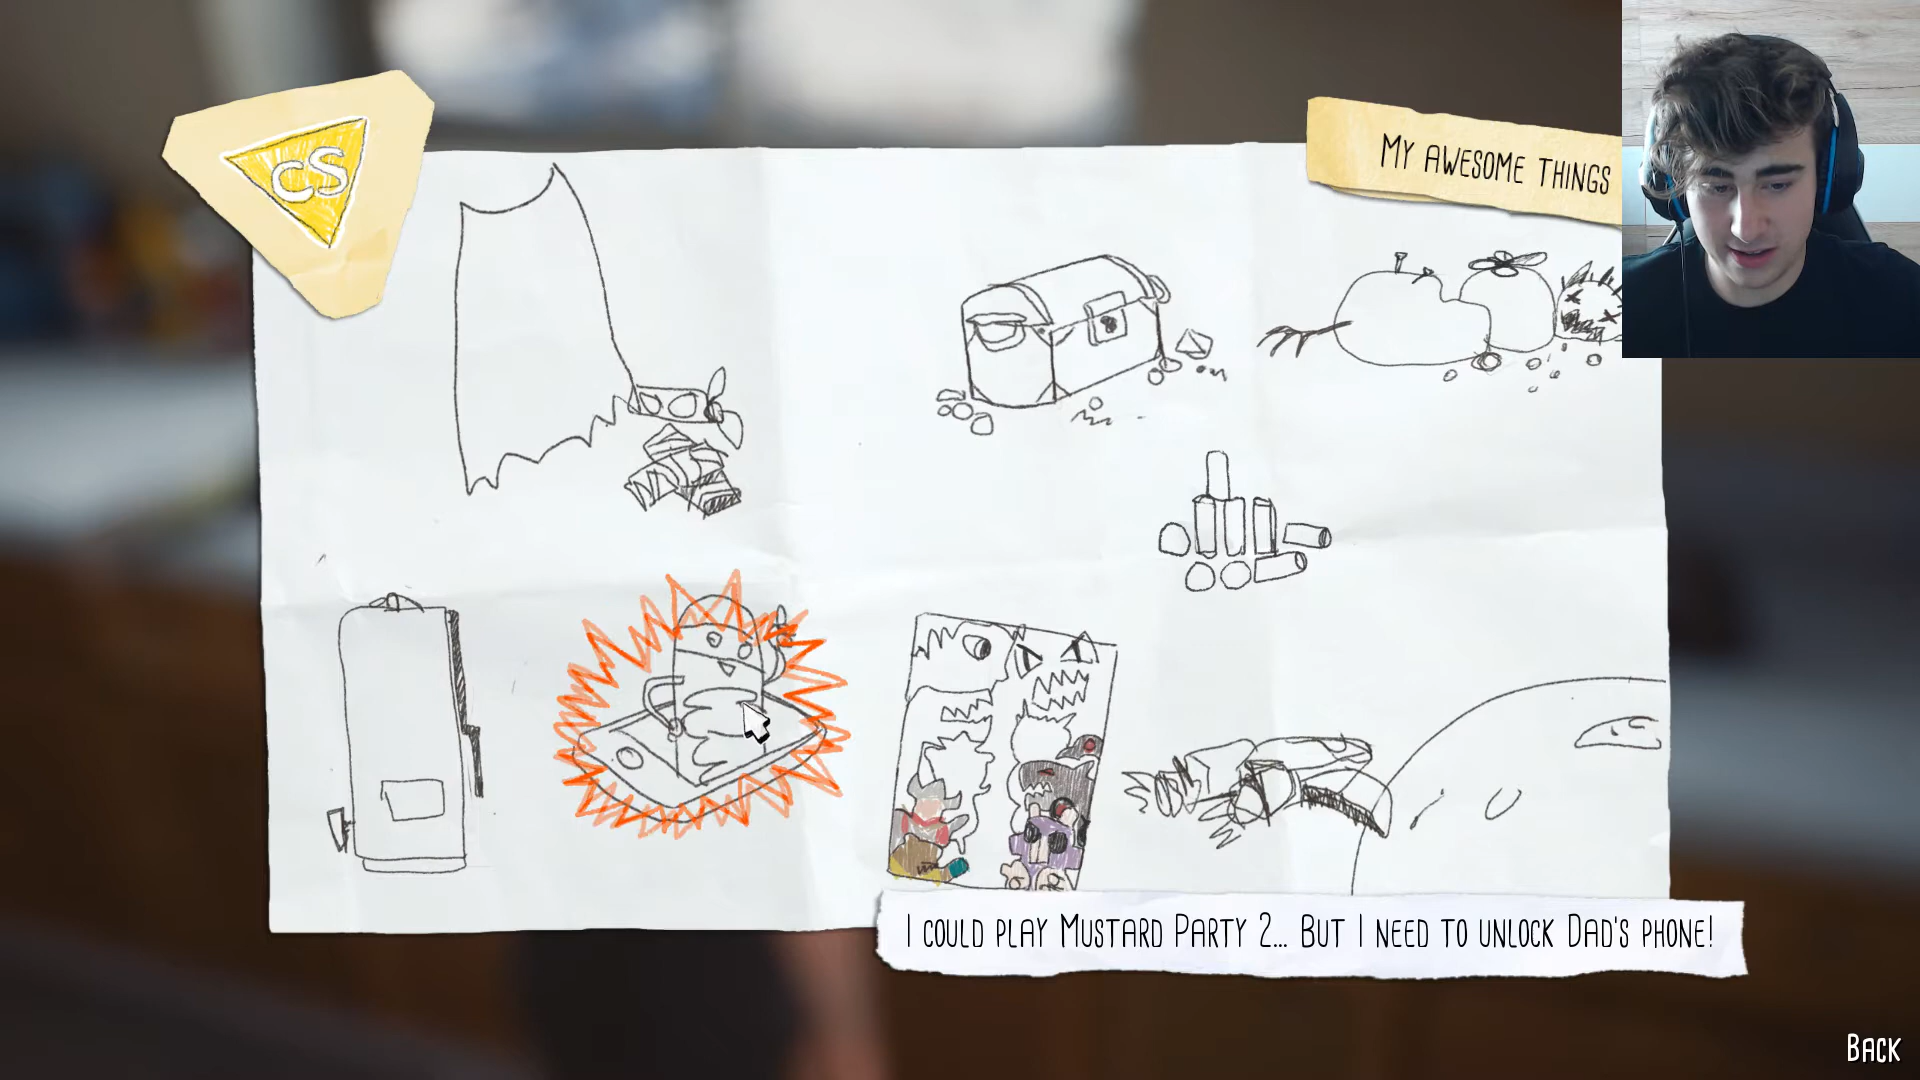 CS
MY AWESOME THINGS
I COULD PLAY MUSTARD PARTY 2... BUT I NEED TO UNLOCK DAD'S PHONE!
BACK